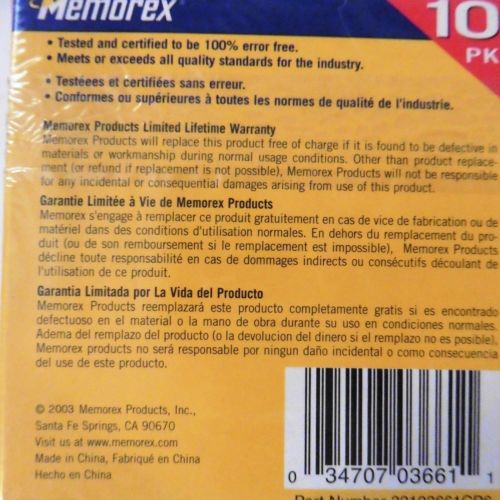 Memorex
10
PK
• Tested and certified to be 100% error free.
• Meets or exceeds all quality standards for the industry.
• Testéees et certifiées sans erreur.
• Conformes ou supérieures à toutes les normes de qualité de l'industrie.
Memorex Products Limited Lifetime Warranty
Memorex Products will replace this product free of charge if it is found to be defective in
materials or workmanship during normal usage conditions. Other than product replace-
ment (or refund if replacement is not possible), Memorex Products will not be responsible
for any incidental or consequential damages arising from use of this product.
Garantie Limitée à Vie de Memorex Products
Memorex s'engage à remplacer ce produit gratuitement en cas de vice de fabrication ou de
matériel dans des conditions d'utilisation normales. En dehors du remplacement du pro-
duit (ou de son remboursement si le remplacement est impossible), Memorex Products
décline toute responsabilité en cas de dommages indirects ou consécutifs découlant de
l'utilisation de ce produit.
Garantia Limitada por La Vida del Producto
Memorex Products reemplazará este producto completamente gratis si es encontrado
defectuoso en el material o la mano de obra durante su uso en condiciones normales.
Adema del remplazo del producto (o la devolucion del dinero si el remplazo no es posible),
Memorex products no será responsable por ningun daño incidental o como consecuencia
del use de este producto.
© 2003 Memorex Products, Inc.,
Santa Fe Springs, CA 90670
Visit us at www.memorex.com
Made in China, Fabriqué en China
Hecho en China
0 34707 03661 1
Part Number